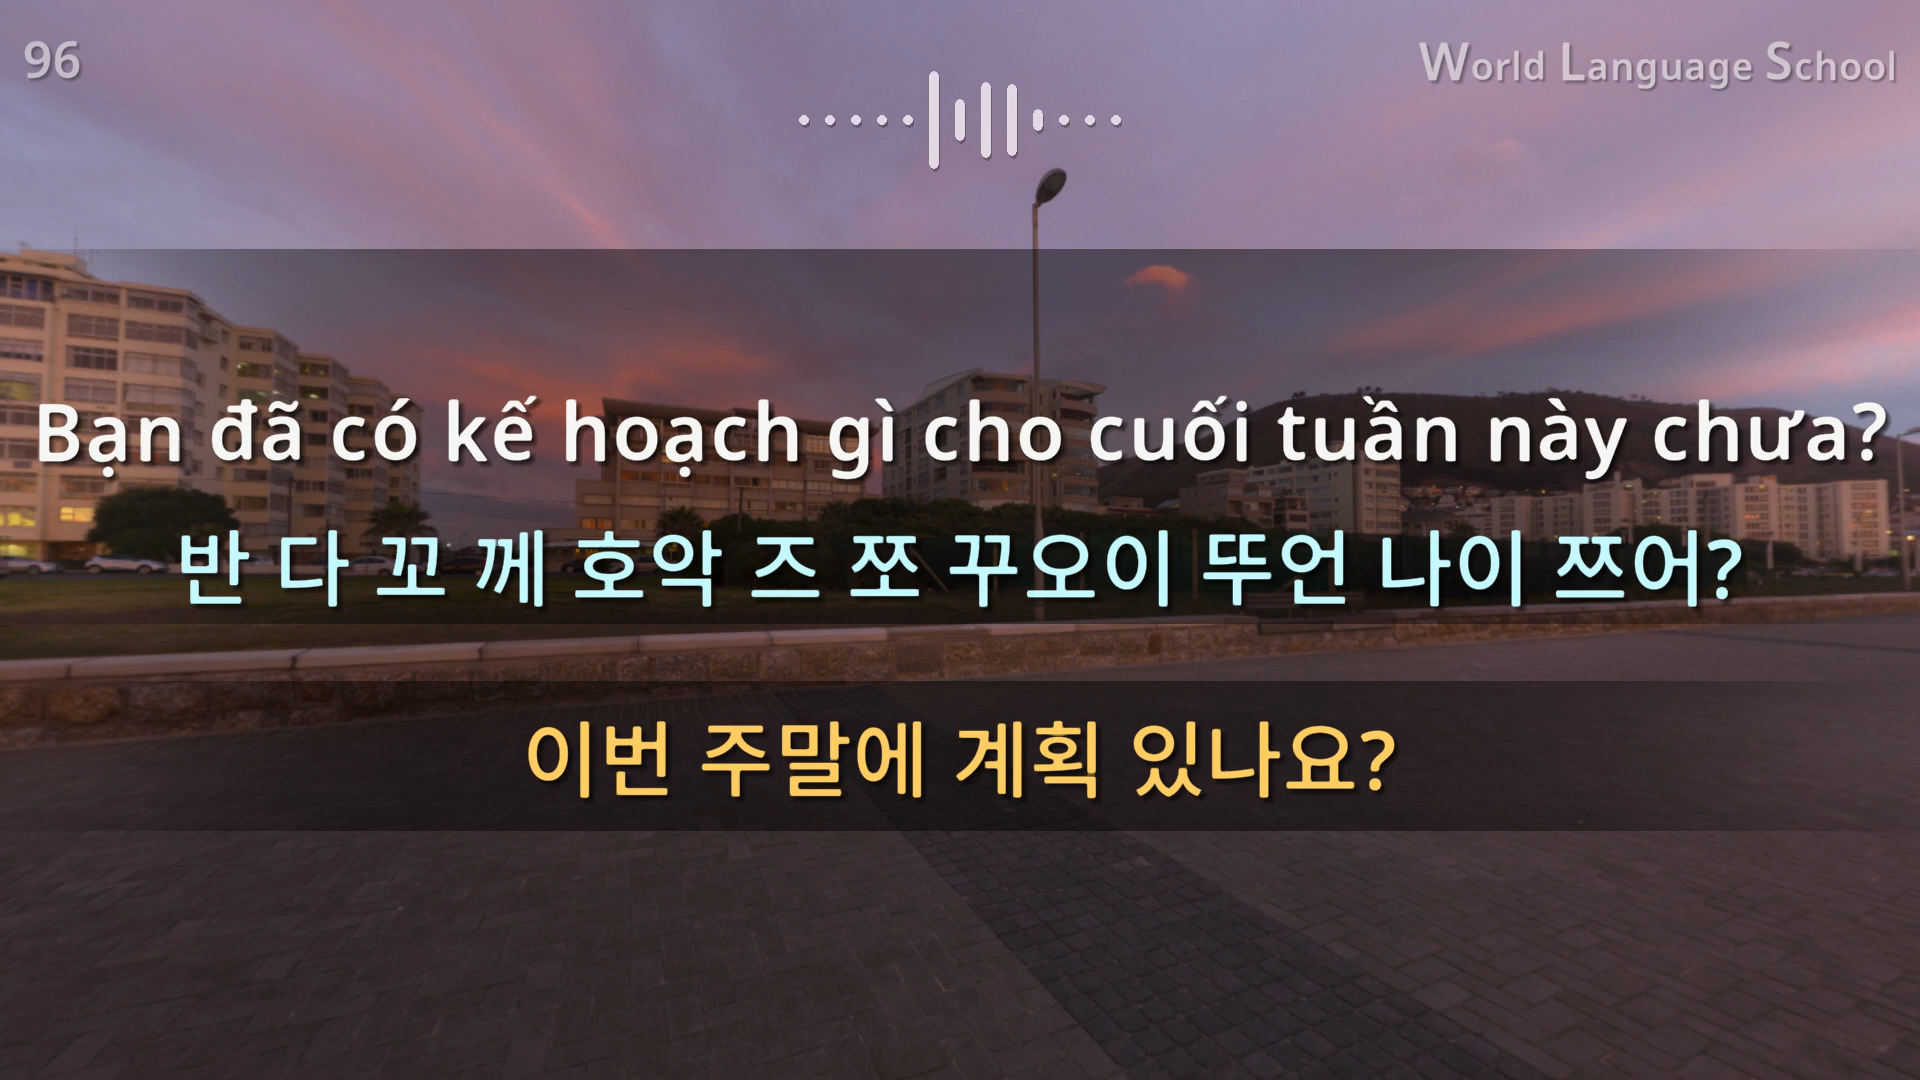 96
World Language School
Bạn đã có kế hoạch gì cho cuối tuần này chưa?
반 다 꼬 께 호악 즈 쪼 꾸오이 뚜언 나이 쯔어?
이번 주말에 계획 있나요?